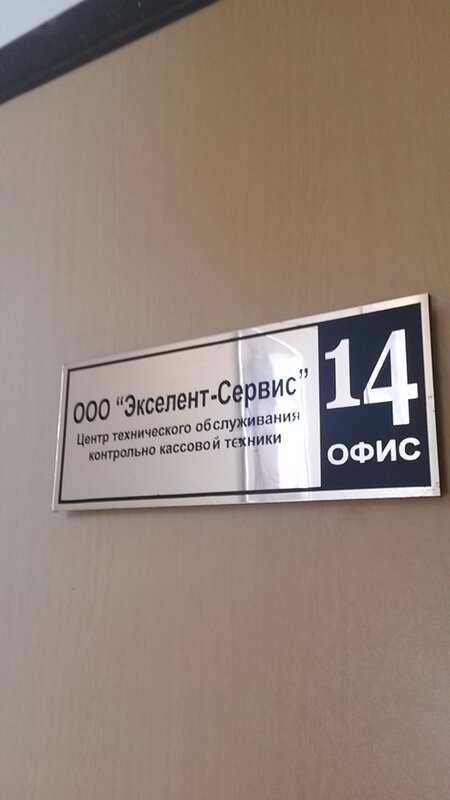 ООО “Экселент-Сервис”
Центр технического обслуживания
контрольно кассовой техники
14
ОФИС